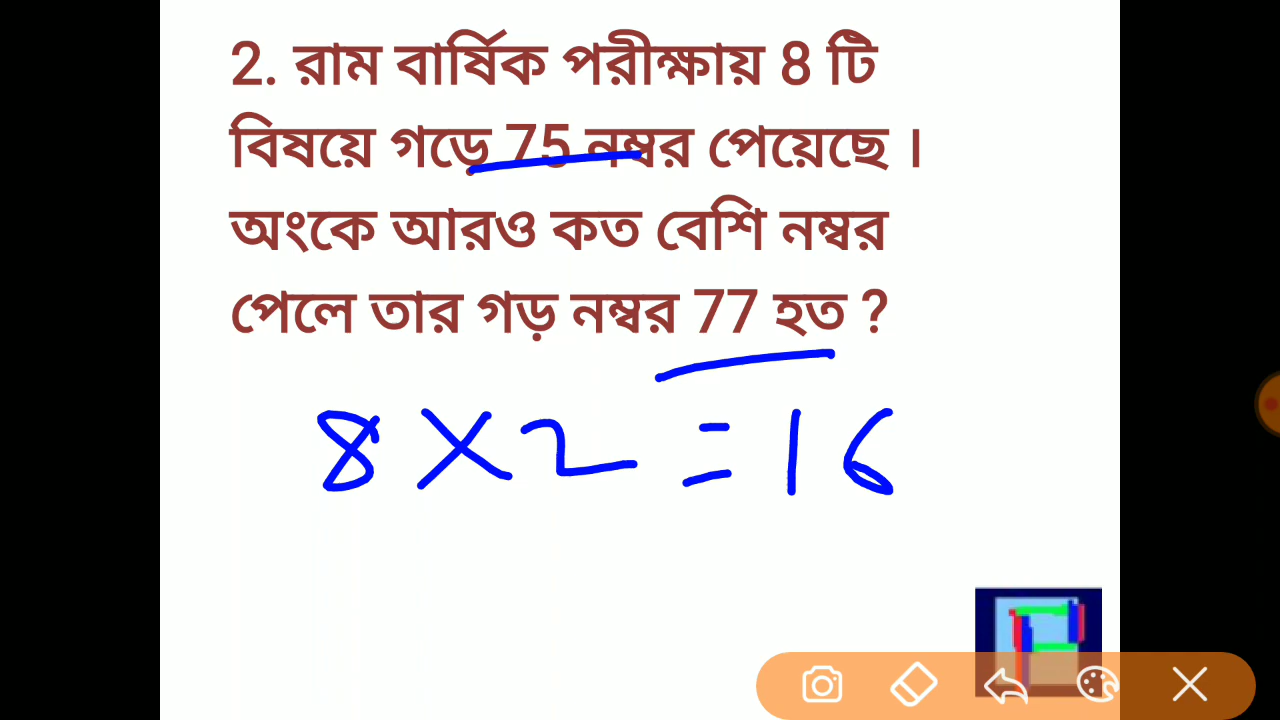 2. রাম বার্ষিক পরীক্ষায় 8 টি
বিষয়ে গড়ে 75 নম্বর পেয়েছে ।
অংকে আরও কত বেশি নম্বর
পেলে তার গড় নম্বর 77 হত ?
8 X 2 = 16